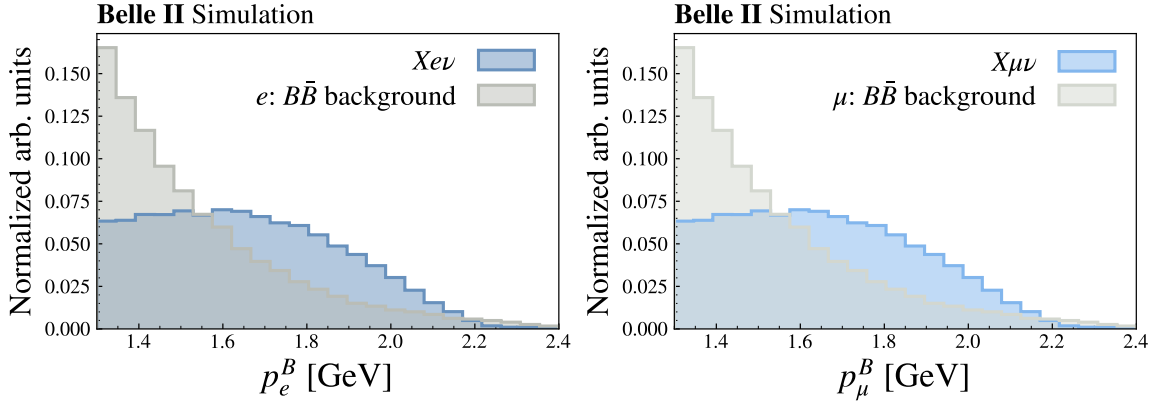 Belle II Simulation
Normalized arb. units
0.150
0.125
0.100
0.075
0.050
0.025
0.000
Xeν
e: BB̄ background
1.4 1.6 1.8 2.0 2.2 2.4
p_e^B [GeV]
Belle II Simulation
Normalized arb. units
0.150
0.125
0.100
0.075
0.050
0.025
0.000
Xμν
μ: BB̄ background
1.4 1.6 1.8 2.0 2.2 2.4
p_μ^B [GeV]